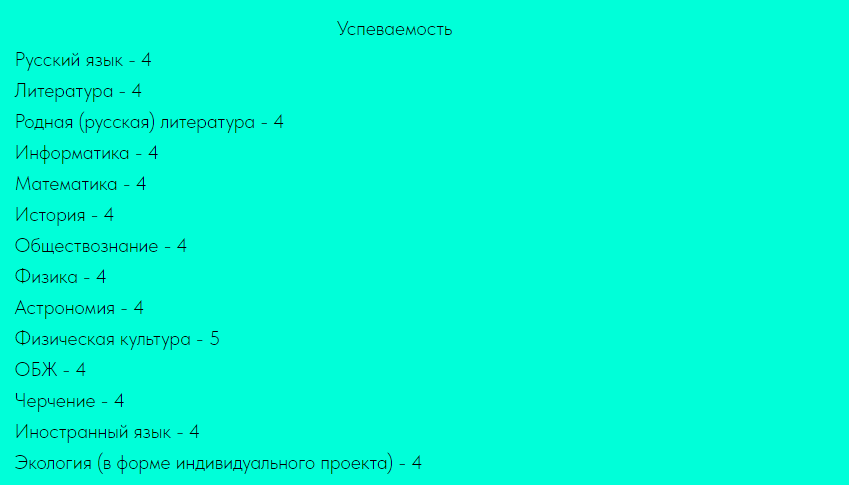 Успеваемость
Русский язык - 4
Литература - 4
Родная (русская) литература - 4
Информатика - 4
Математика - 4
История - 4
Обществознание - 4
Физика - 4
Астрономия - 4
Физическая культура - 5
ОБЖ - 4
Черчение - 4
Иностранный язык - 4
Экология (в форме индивидуального проекта) - 4